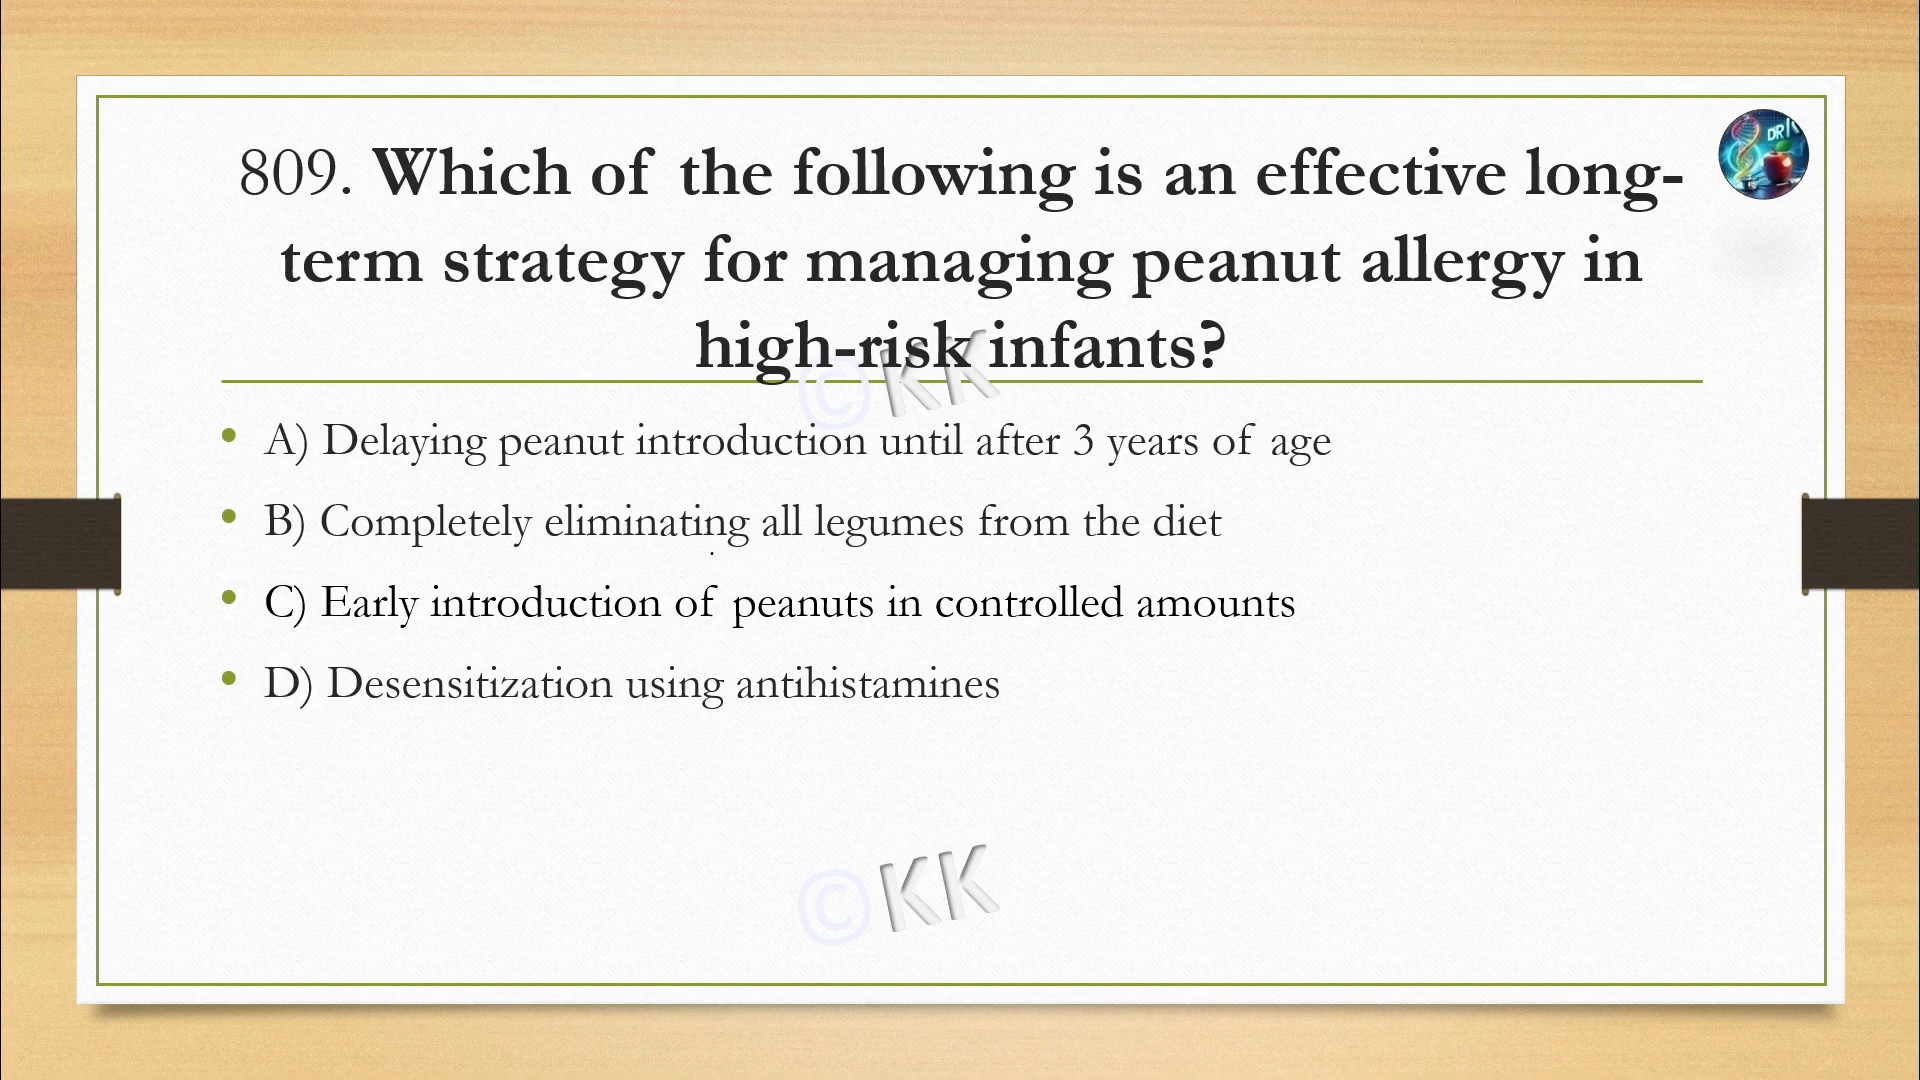 809. Which of the following is an effective long-
term strategy for managing peanut allergy in
high-risk infants?
©KK
• A) Delaying peanut introduction until after 3 years of age
• B) Completely eliminating all legumes from the diet
• C) Early introduction of peanuts in controlled amounts
• D) Desensitization using antihistamines
©KK